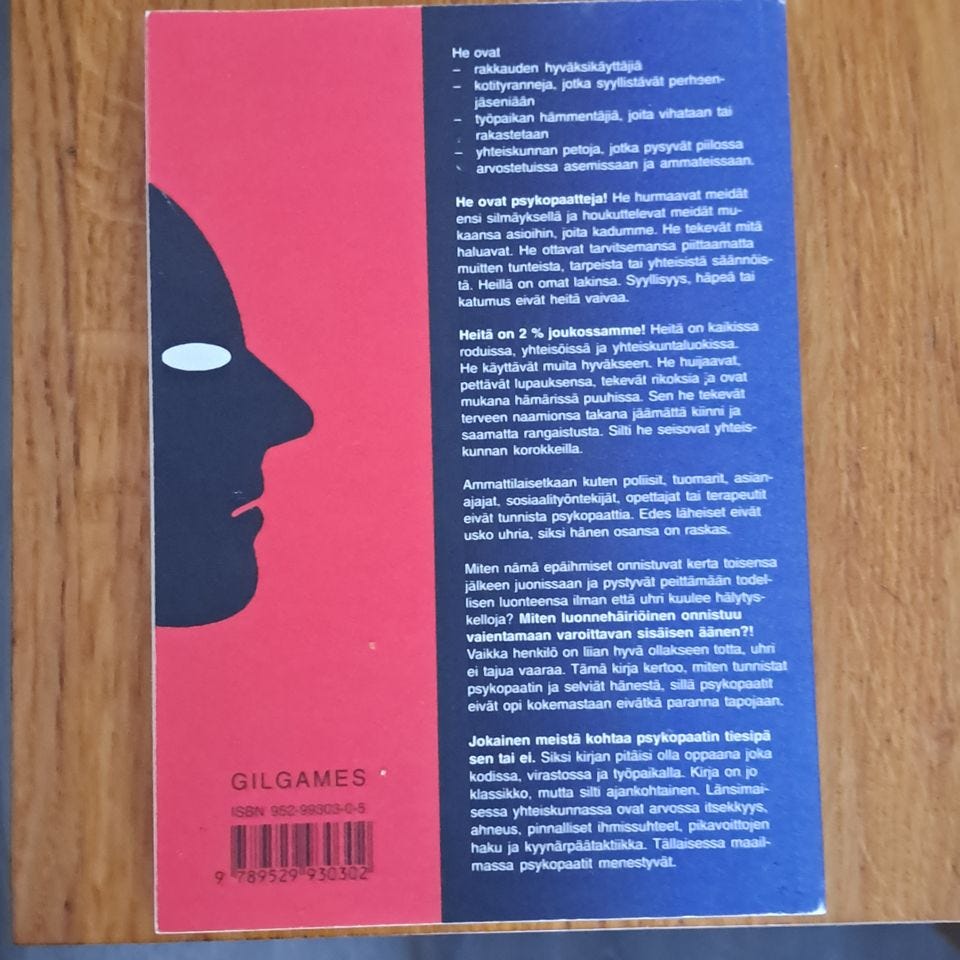 He ovat
– rakkauden hyväksikäyttäjiä
– kotityranneja, jotka syyllistävät perheen-
jäseniään
– työpaikan hämmentäjiä, joita vihataan tai
rakastetaan
– yhteiskunnan petoja, jotka pysyvät piilossa
arvostetuissa asemissaan ja ammateissaan.
He ovat psykopaatteja! He hurmaavat meidät
ensi silmäyksellä ja houkuttelevat meidät mu-
kaansa asioihin, joita kadumme. He tekevät mitä
haluavat. He ottavat tarvitsemansa piittaamatta
muitten tunteista, tarpeista tai yhteisistä säännöis-
tä. Heillä on omat lakinsa. Syyllisyys, häpeä tai
katumus eivät heitä vaivaa.
Heitä on 2 % joukossamme! Heitä on kaikissa
roduissa, yhteisöissä ja yhteiskuntaluokissa.
He käyttävät muita hyväkseen. He huijaavat,
pettävät lupauksensa, tekevät rikoksia ja ovat
mukana hämärissä puuhissa. Sen he tekevät
terveen naamionsa takana jäämättä kiinni ja
saamatta rangaistusta. Silti he seisovat yhteis-
kunnan korokkeilla.
Ammattilaisetkaan kuten poliisit, tuomarit, asian-
ajajat, sosiaalityöntekijät, opettajat tai terapeutit
eivät tunnista psykopaattia. Edes läheiset eivät
usko uhria, siksi hänen osansa on raskas.
Miten nämä epäihmiset onnistuvat kerta toisensa
jälkeen juonissaan ja pystyvät peittämään todel-
lisen luonteensa ilman että uhri kuulee hälytys-
kelloja? Miten luonnehäiriöinen onnistuu
vaientamaan varoittavan sisäisen äänen?!
Vaikka henkilö on liian hyvä ollakseen totta, uhri
ei tajua vaaraa. Tämä kirja kertoo, miten tunnistat
psykopaatin ja selviät hänestä, sillä psykopaatit
eivät opi kokemastaan eivätkä paranna tapojaan.
Jokainen meistä kohtaa psykopaatin tiesipä
sen tai ei. Siksi kirjan pitäisi olla oppaana joka
kodissa, virastossa ja työpaikalla. Kirja on jo
klassikko, mutta silti ajankohtainen. Länsimai-
sessa yhteiskunnassa ovat arvossa itsekkyys,
ahneus, pinnalliset ihmissuhteet, pikavoittojen
haku ja kyynärpäätaktiikka. Tällaisessa maail-
massa psykopaatit menestyvät.
GILGAMES
ISBN 952-99303-0-5
9 789529 930302